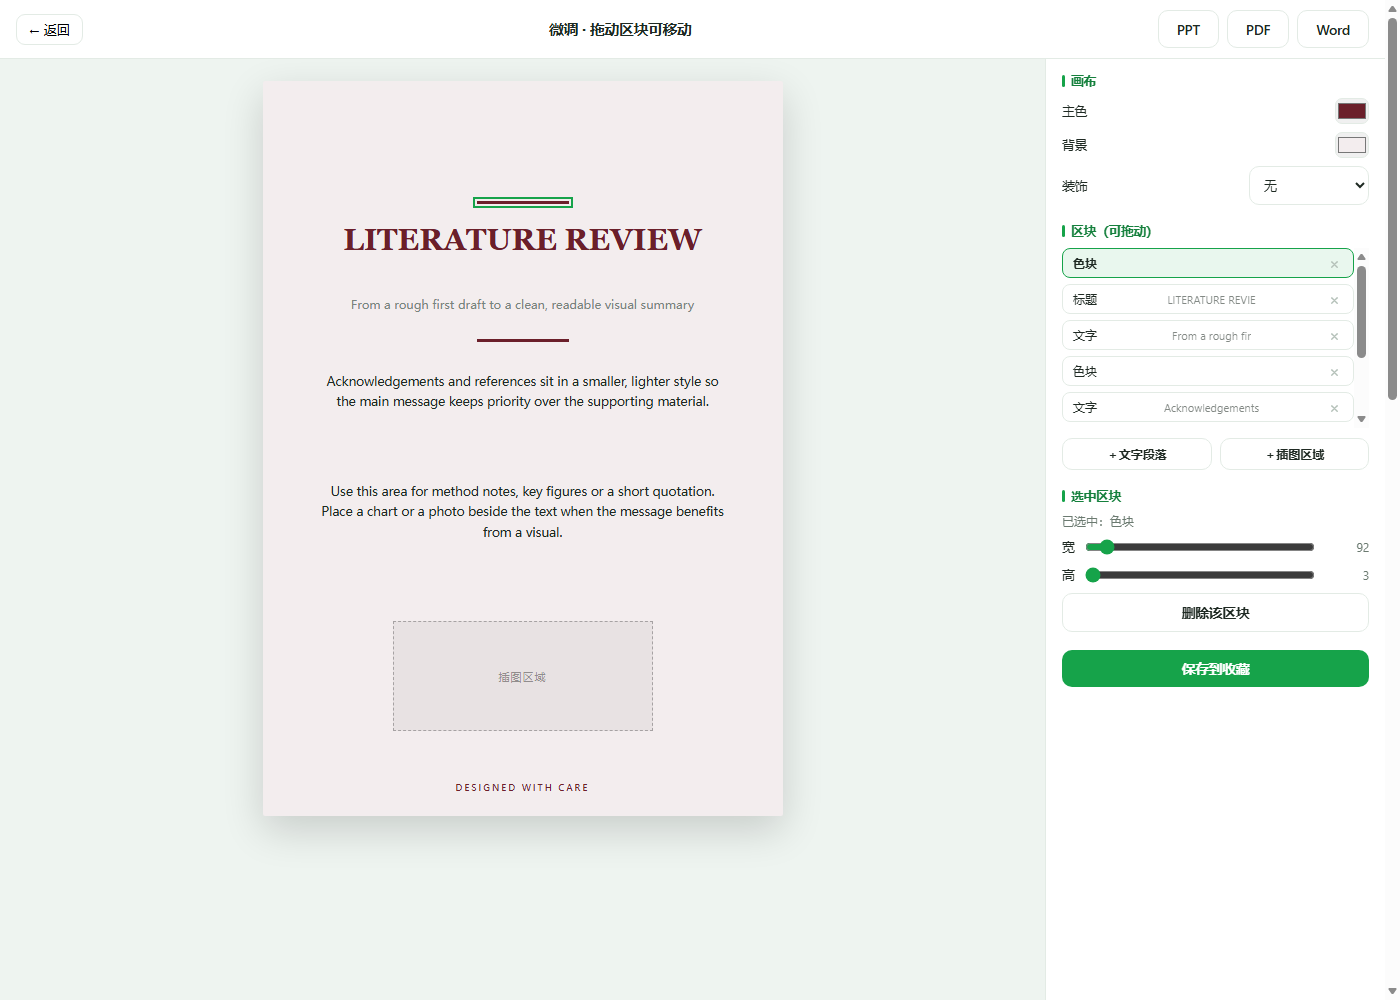 ← 返回
微调 · 拖动区块可移动
PPT
PDF
Word
LITERATURE REVIEW
From a rough first draft to a clean, readable visual summary
Acknowledgements and references sit in a smaller, lighter style so
the main message keeps priority over the supporting material.
Use this area for method notes, key figures or a short quotation.
Place a chart or a photo beside the text when the message benefits
from a visual.
插图区域
DESIGNED WITH CARE
画布
主色
背景
装饰
无
区块（可拖动）
色块 ×
标题 LITERATURE REVIE ×
文字 From a rough fir ×
色块 ×
文字 Acknowledgements ×
+ 文字段落
+ 插图区域
选中区块
已选中：色块
宽 92
高 3
删除该区块
保存到收藏